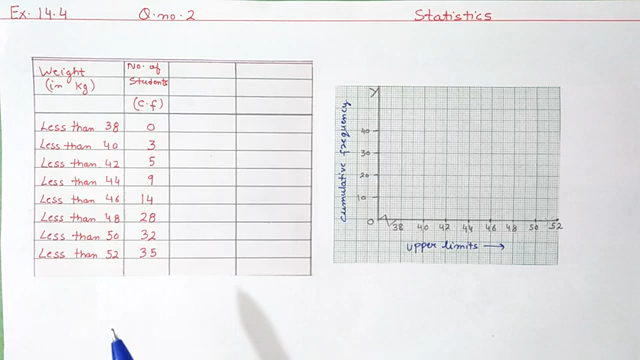 Ex. 14.4 Q.no.2 Statistics
Weight (in Kg) No. of Students (C.f)
Less than 38 0
Less than 40 3
Less than 42 5
Less than 44 9
Less than 46 14
Less than 48 28
Less than 50 32
Less than 52 35
Y
cumulative frequency
40
30
20
10
0 38 40 42 44 46 48 50 52
upper limits →